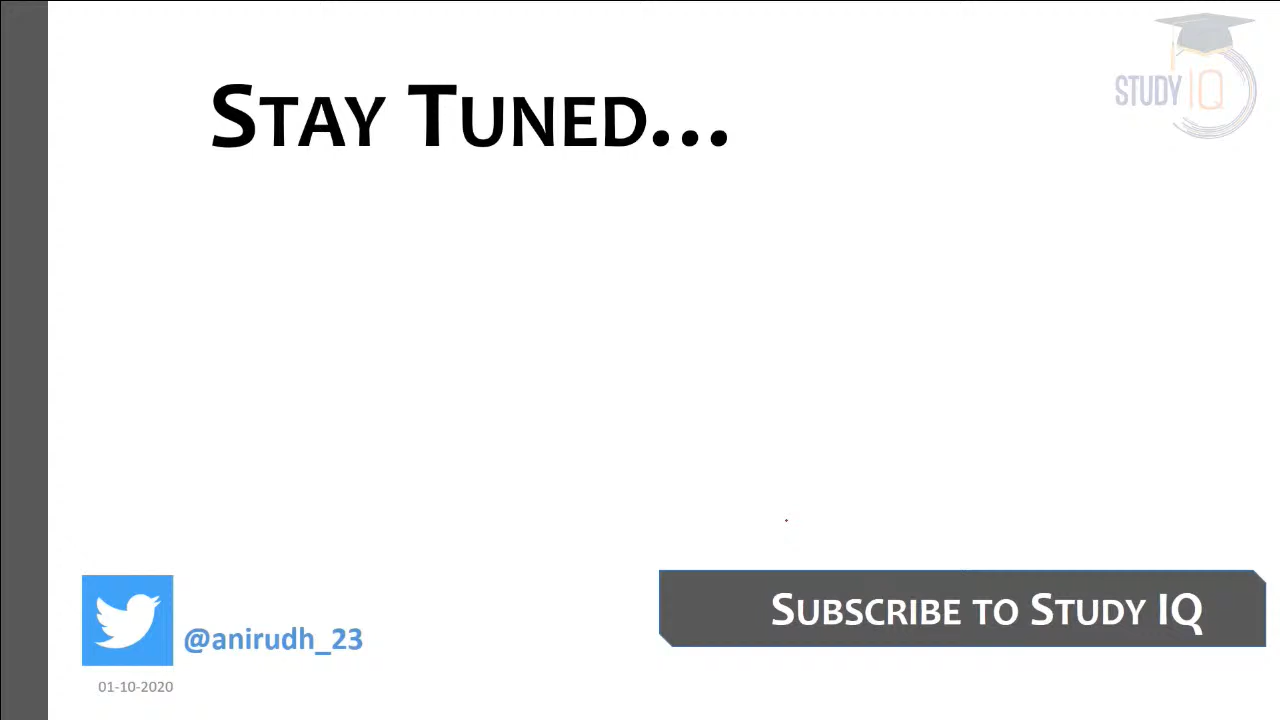 STAY TUNED...
STUDY IQ
@anirudh_23
SUBSCRIBE TO STUDY IQ
01-10-2020